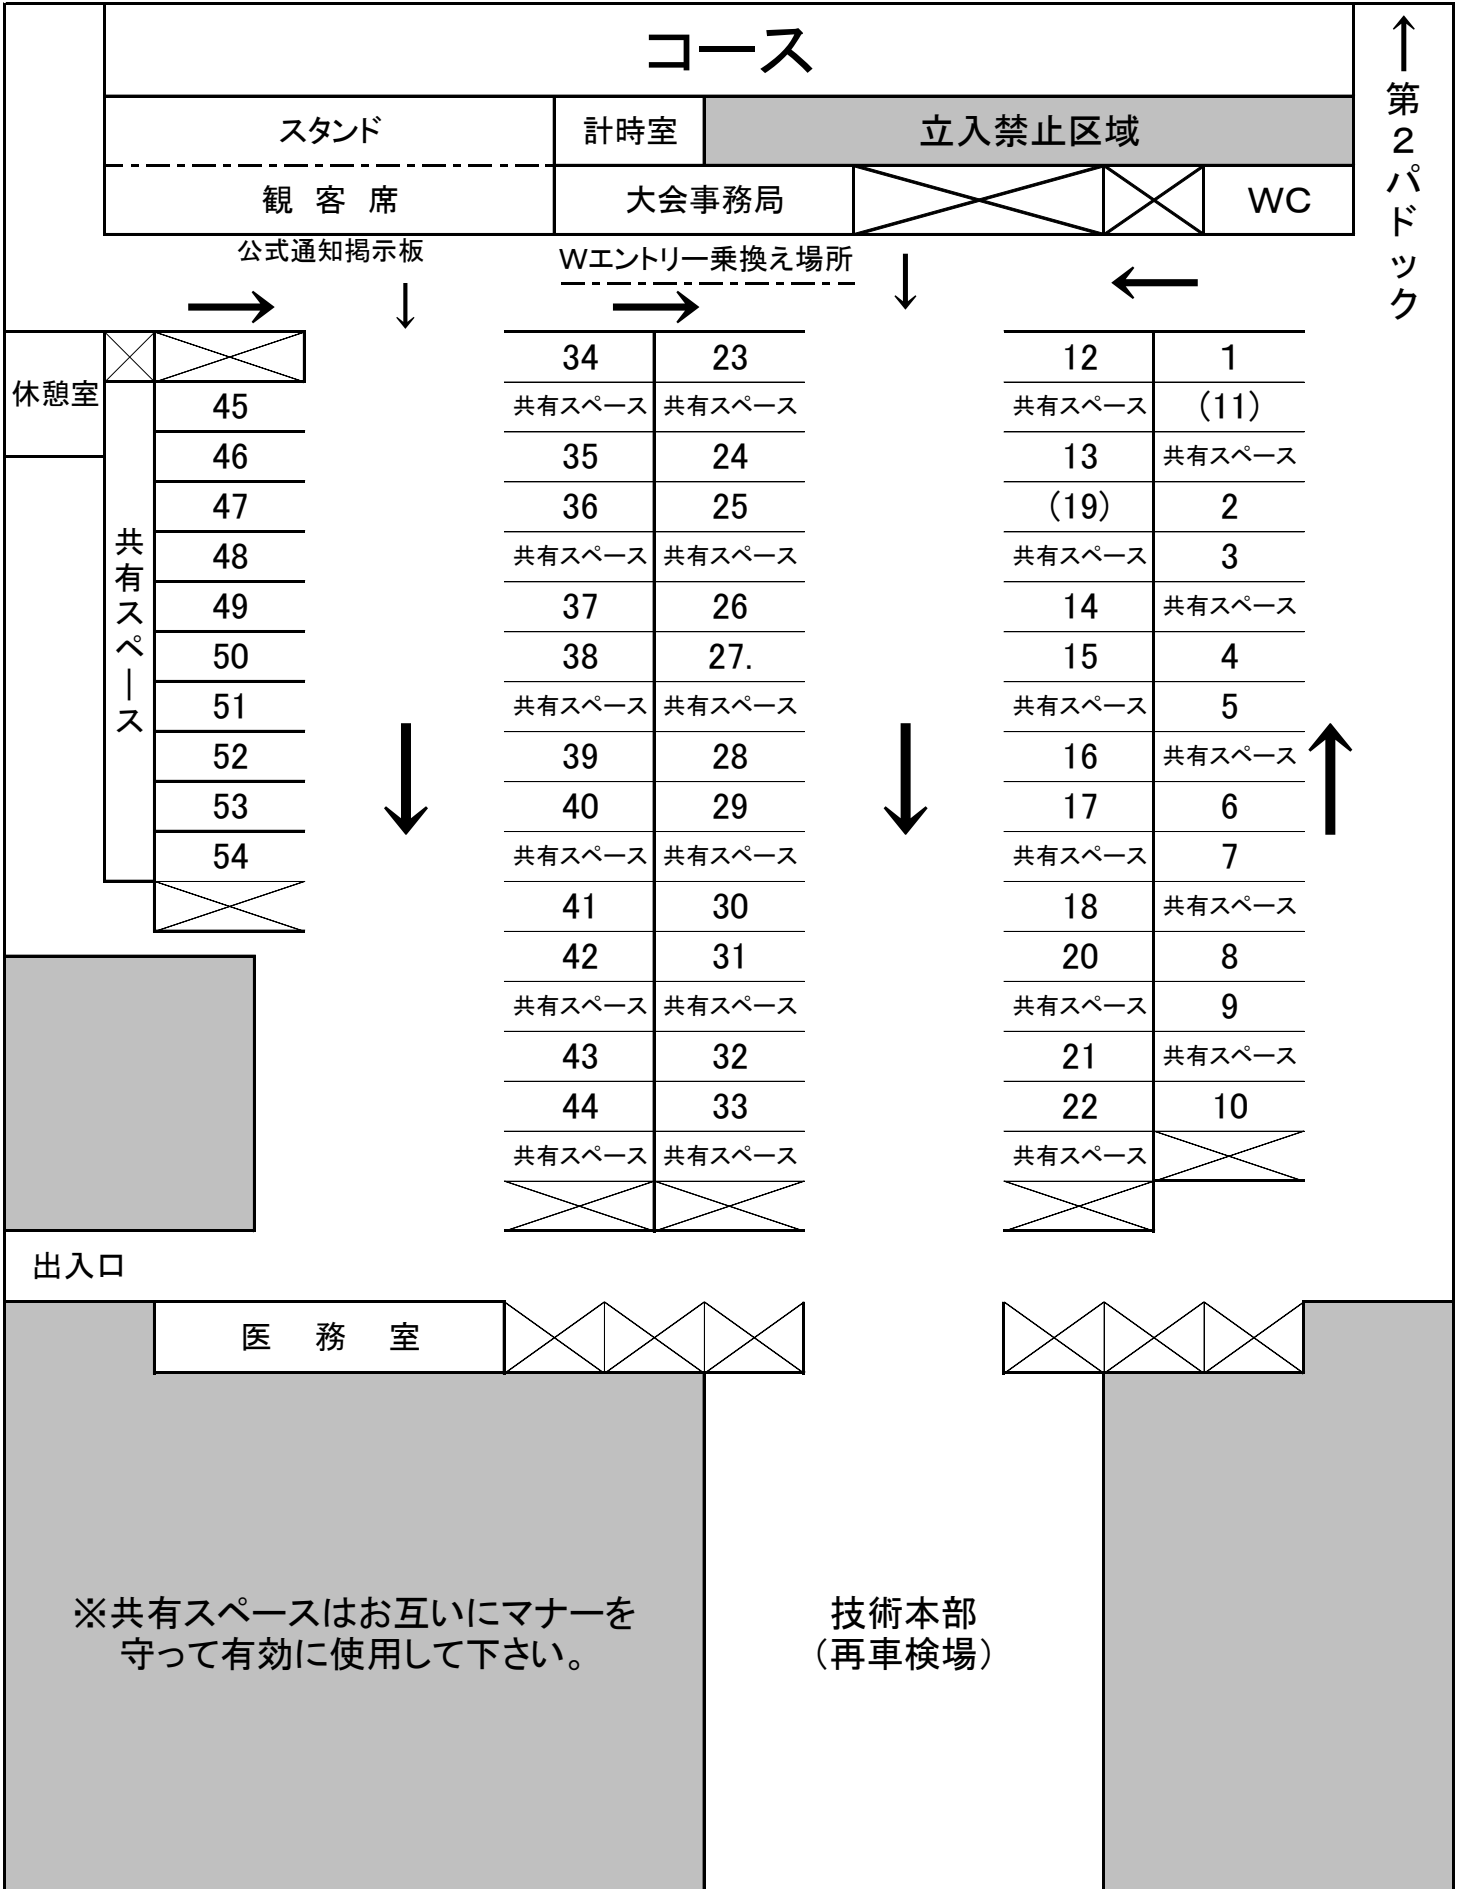 コース
↑第２パドック
スタンド 計時室 立入禁止区域
観客席 大会事務局 WC
公式通知掲示板 Wエントリー乗換え場所
休憩室
共有スペース
34 23 12 1
45 共有スペース 共有スペース 共有スペース (11)
46 35 24 13 共有スペース
47 36 25 (19) 2
48 共有スペース 共有スペース 共有スペース 3
49 37 26 14 共有スペース
50 38 27. 15 4
51 共有スペース 共有スペース 共有スペース 5
52 39 28 16 共有スペース
53 40 29 17 6
54 共有スペース 共有スペース 共有スペース 7
41 30 18 共有スペース
42 31 20 8
共有スペース 共有スペース 共有スペース 9
43 32 21 共有スペース
44 33 22 10
共有スペース 共有スペース 共有スペース
出入口
医務室
※共有スペースはお互いにマナーを
守って有効に使用して下さい。
技術本部
（再車検場）